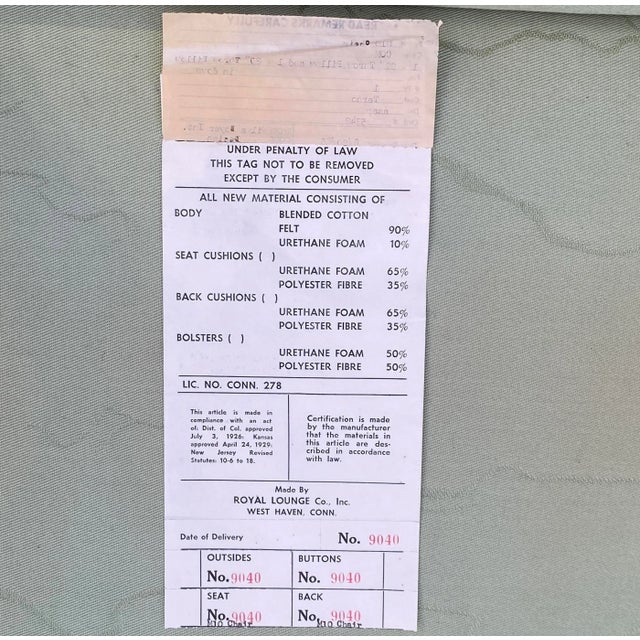 UNDER PENALTY OF LAW
THIS TAG NOT TO BE REMOVED
EXCEPT BY THE CONSUMER
ALL NEW MATERIAL CONSISTING OF
BODY BLENDED COTTON
FELT 90%
URETHANE FOAM 10%
SEAT CUSHIONS ( )
URETHANE FOAM 65%
POLYESTER FIBRE 35%
BACK CUSHIONS ( )
URETHANE FOAM 65%
POLYESTER FIBRE 35%
BOLSTERS ( )
URETHANE FOAM 50%
POLYESTER FIBRE 50%
LIC. NO. CONN. 278
This article is made in
compliance with an act
of: Dist. of Col. approved
July 3, 1926: Kansas
approved April 24, 1929:
New Jersey Revised
Statutes: 10-6 to 18.
Certification is made
by the manufacturer
that the materials in
this article are des-
cribed in accordance
with law.
Made By
ROYAL LOUNGE Co., Inc.
WEST HAVEN, CONN.
Date of Delivery No. 9040
OUTSIDES BUTTONS
No. 9040 No. 9040
SEAT BACK
No. 9040 No. 9040
M10 Chair M10 Chair